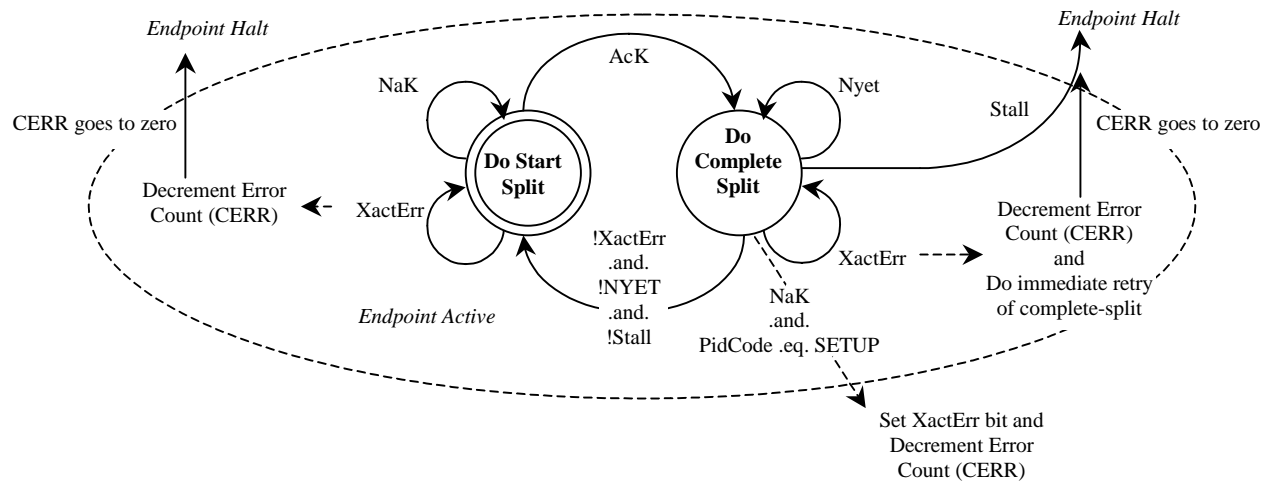 Endpoint Halt
Endpoint Halt
AcK
NaK
Nyet
Stall
CERR goes to zero
CERR goes to zero
Do Start
Split
Do
Complete
Split
Decrement Error
Count (CERR)
XactErr
!XactErr
.and.
!NYET
.and.
!Stall
XactErr
Decrement Error
Count (CERR)
and
Do immediate retry
of complete-split
Endpoint Active
NaK
.and.
PidCode .eq. SETUP
Set XactErr bit and
Decrement Error
Count (CERR)